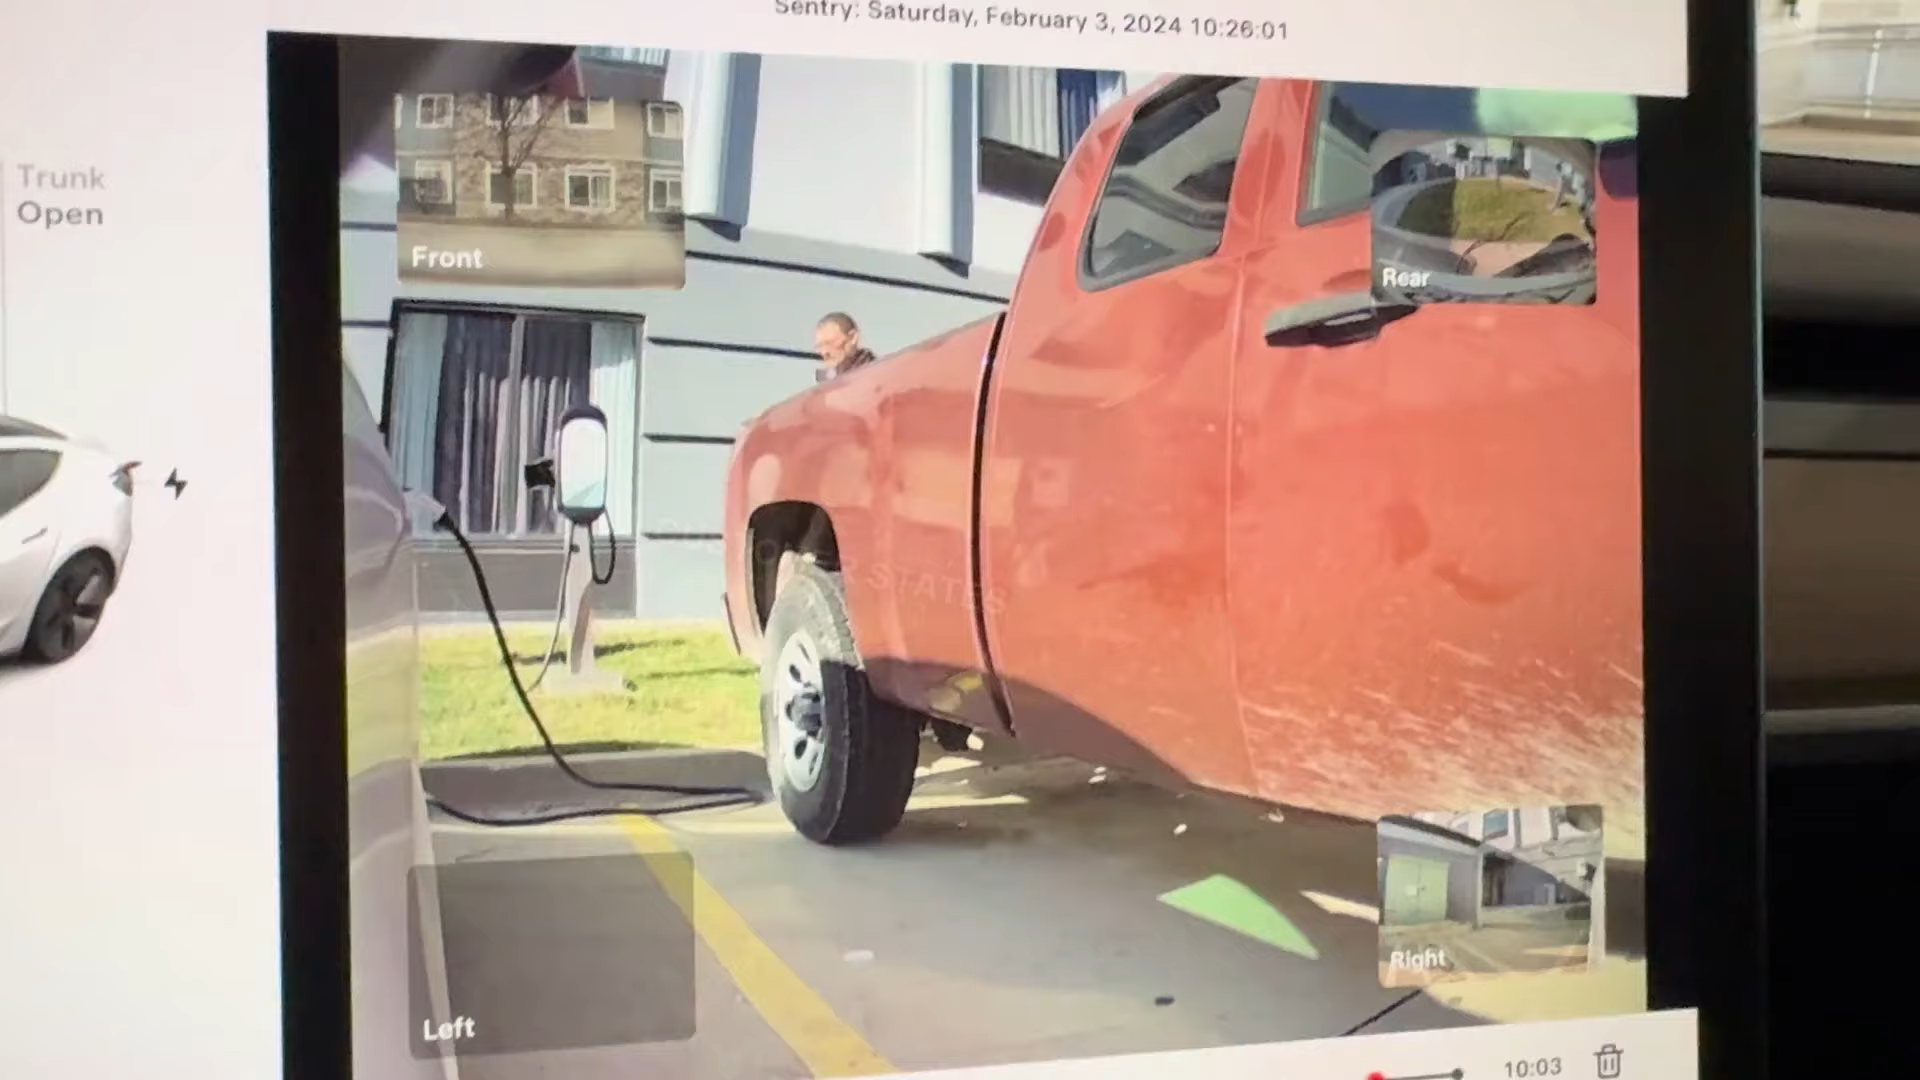 Sentry: Saturday, February 3, 2024 10:26:01
Trunk
Open
Front
Rear
Left
Right
10:03